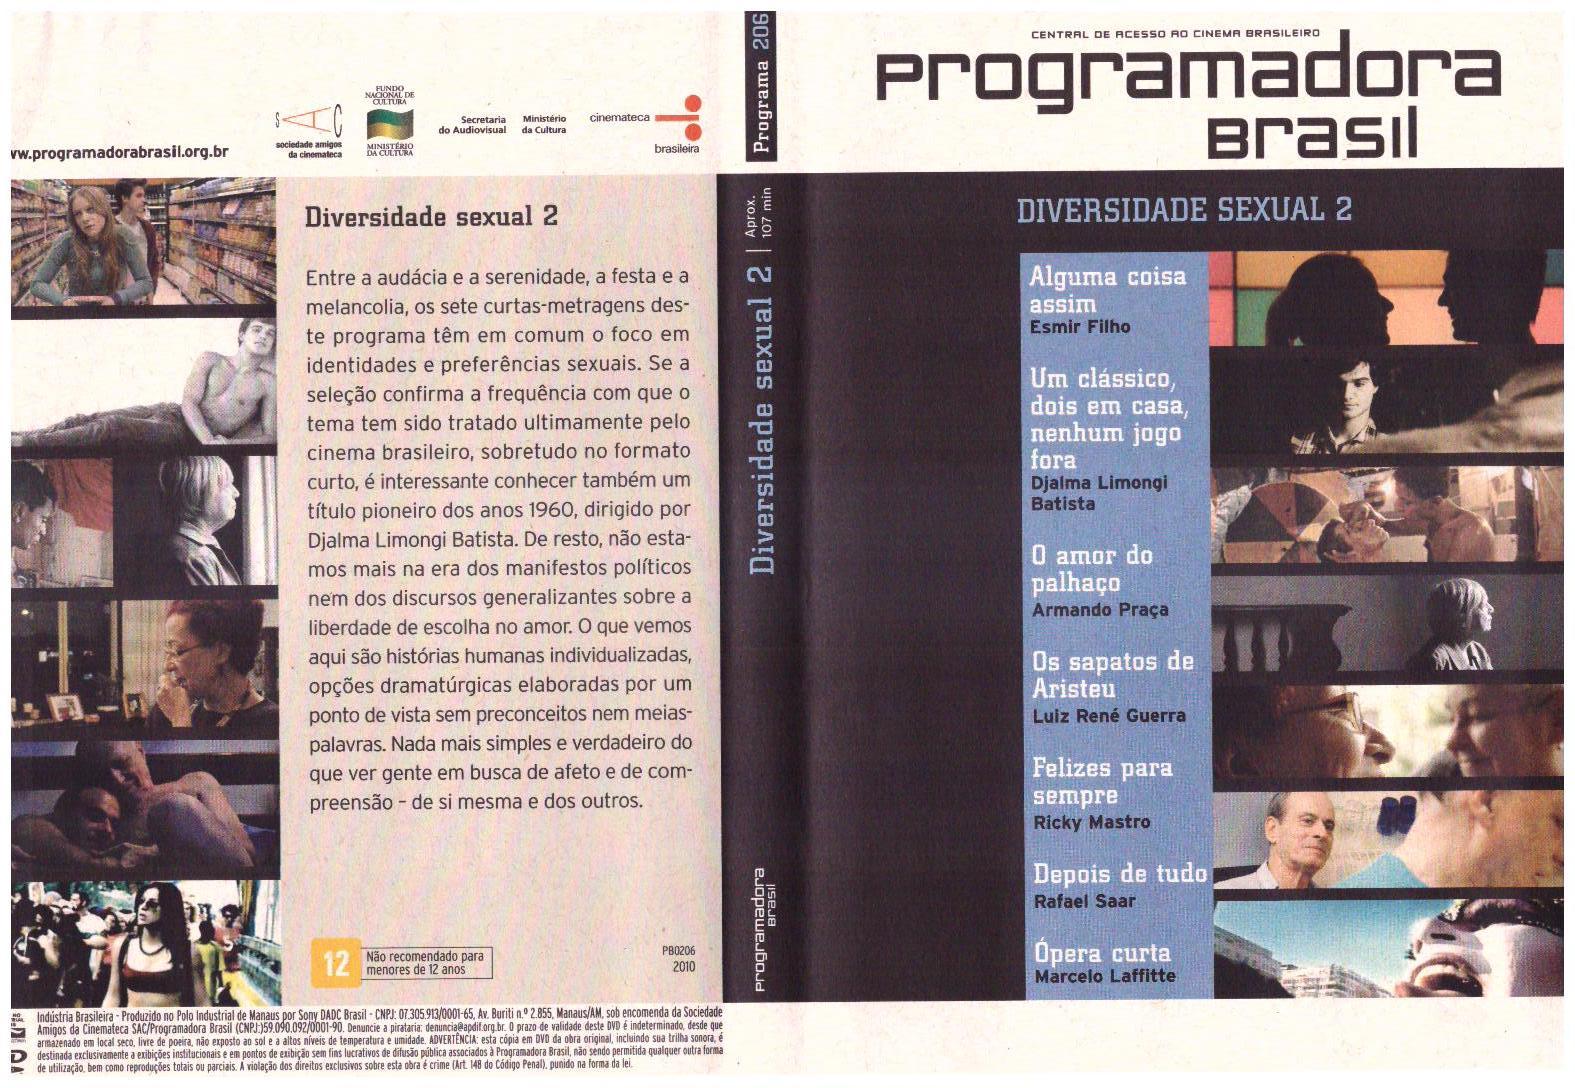 FUNDO
NACIONAL DE
CULTURA
MINISTÉRIO
DA CULTURA
SAC
sociedade amigos
da cinemateca
Secretaria
do Audiovisual
Ministério
da Cultura
cinemateca
brasileira
ww.programadorabrasil.org.br
Diversidade sexual 2
Entre a audácia e a serenidade, a festa e a
melancolia, os sete curtas-metragens des-
te programa têm em comum o foco em
identidades e preferências sexuais. Se a
seleção confirma a frequência com que o
tema tem sido tratado ultimamente pelo
cinema brasileiro, sobretudo no formato
curto, é interessante conhecer também um
título pioneiro dos anos 1960, dirigido por
Djalma Limongi Batista. De resto, não esta-
mos mais na era dos manifestos políticos
nem dos discursos generalizantes sobre a
liberdade de escolha no amor. O que vemos
aqui são histórias humanas individualizadas,
opções dramatúrgicas elaboradas por um
ponto de vista sem preconceitos nem meias-
palavras. Nada mais simples e verdadeiro do
que ver gente em busca de afeto e de com-
preensão – de si mesma e dos outros.
12
Não recomendado para
menores de 12 anos
PB0206
2010
Indústria Brasileira - Produzido no Polo Industrial de Manaus por Sony DADC Brasil - CNPJ: 07.305.913/0001-65, Av. Buriti n.º 2.855, Manaus/AM, sob encomenda da Sociedade
Amigos da Cinemateca SAC/Programadora Brasil (CNPJ:)59.090.092/0001-90. Denuncie a pirataria: denuncia@apdif.org.br. O prazo de validade deste DVD é indeterminado, desde que
armazenado em local seco, livre de poeira, não exposto ao sol e a altos níveis de temperatura e umidade. ADVERTÊNCIA: esta cópia em DVD da obra original, incluindo sua trilha sonora, é
destinada exclusivamente a exibições institucionais e em pontos de exibição sem fins lucrativos de difusão pública associados à Programadora Brasil, não sendo permitida qualquer outra forma
de utilização, bem como reproduções totais ou parciais. A violação dos direitos exclusivos sobre esta obra é crime (Art. 148 do Código Penal), punido na forma da lei.
Programa 206
Aprox.
107 min
Diversidade sexual 2
programadora
Brasil
CENTRAL DE ACESSO AO CINEMA BRASILEIRO
programadora
Brasil
DIVERSIDADE SEXUAL 2
Alguma coisa
assim
Esmir Filho
Um clássico,
dois em casa,
nenhum jogo
fora
Djalma Limongi
Batista
O amor do
palhaço
Armando Praça
Os sapatos de
Aristeu
Luiz René Guerra
Felizes para
sempre
Ricky Mastro
Depois de tudo
Rafael Saar
Ópera curta
Marcelo Laffitte